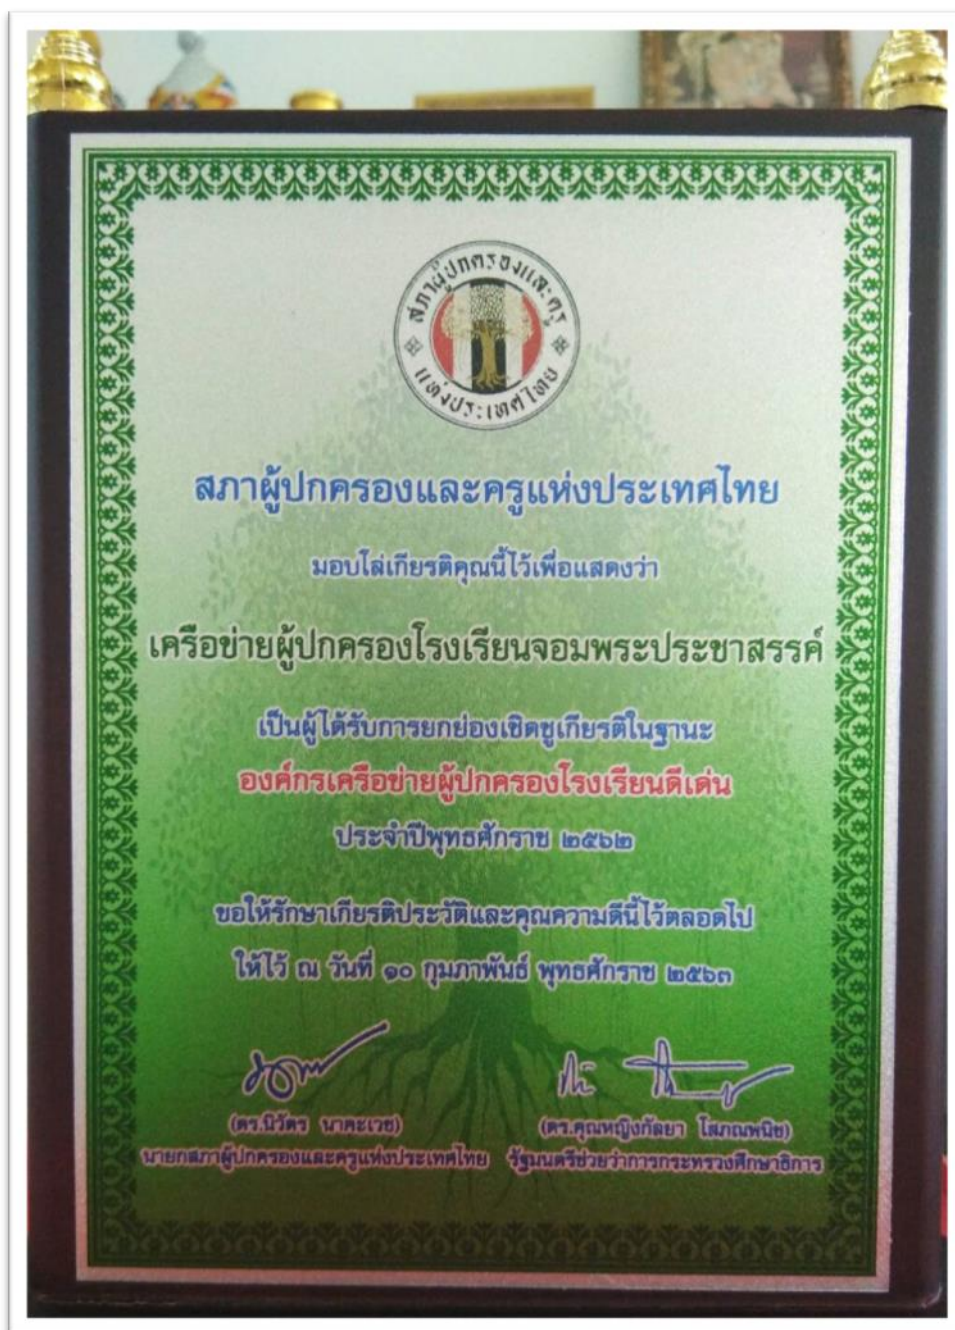 สภาผู้ปกครองและครู
แห่งประเทศไทย
สภาผู้ปกครองและครูแห่งประเทศไทย
มอบโล่เกียรติคุณนี้ไว้เพื่อแสดงว่า
เครือข่ายผู้ปกครองโรงเรียนจอมพระประชาสรรค์
เป็นผู้ได้รับการยกย่องเชิดชูเกียรติในฐานะ
องค์กรเครือข่ายผู้ปกครองโรงเรียนดีเด่น
ประจำปีพุทธศักราช ๒๕๖๒
ขอให้รักษาเกียรติประวัติและคุณความดีนี้ไว้ตลอดไป
ให้ไว้ ณ วันที่ ๑๐ กุมภาพันธ์ พุทธศักราช ๒๕๖๓
(ดร.นิวัตร นาคะเวช)
นายกสภาผู้ปกครองและครูแห่งประเทศไทย
(ดร.คุณหญิงกัลยา โสภณพนิช)
รัฐมนตรีช่วยว่าการกระทรวงศึกษาธิการ